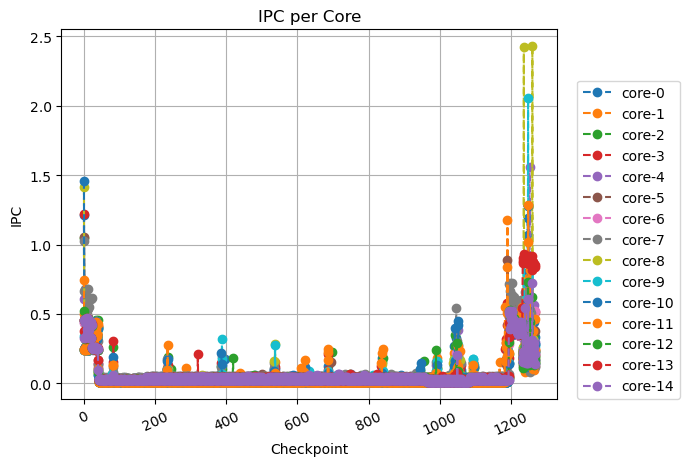 IPC per Core
2.5
2.0
1.5
1.0
0.5
0.0
IPC
0
200
400
600
800
1000
1200
Checkpoint
core-0
core-1
core-2
core-3
core-4
core-5
core-6
core-7
core-8
core-9
core-10
core-11
core-12
core-13
core-14